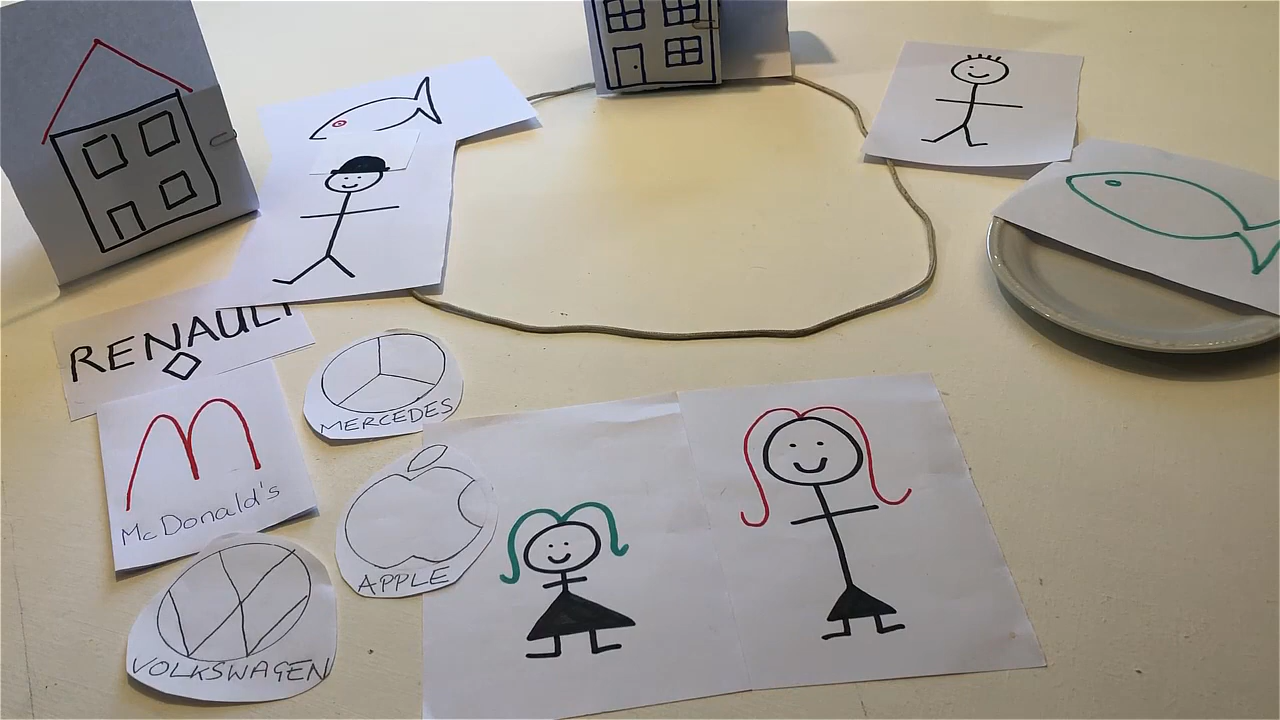 RENAULT
MERCEDES
McDonald's
APPLE
VOLKSWAGEN